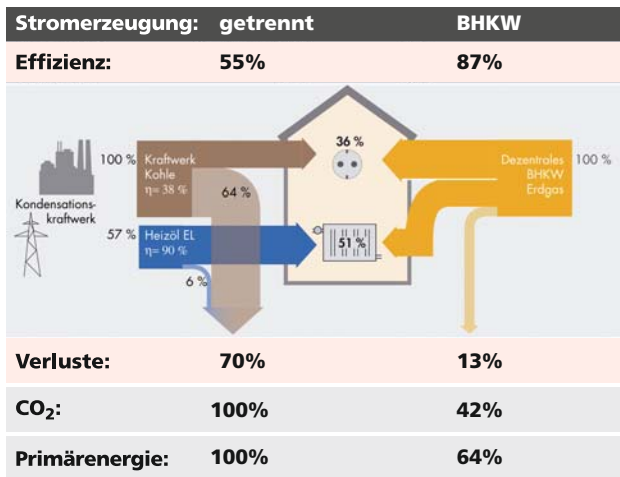 Stromerzeugung: getrennt BHKW
Effizienz: 55% 87%
36 %
100 % Kraftwerk
Kohle
η= 38 %
64 %
Dezentrales 100 %
BHKW
Erdgas
Kondensations-
kraftwerk
57 % Heizöl EL
η= 90 %
51 %
6 %
Verluste: 70% 13%
CO₂: 100% 42%
Primärenergie: 100% 64%